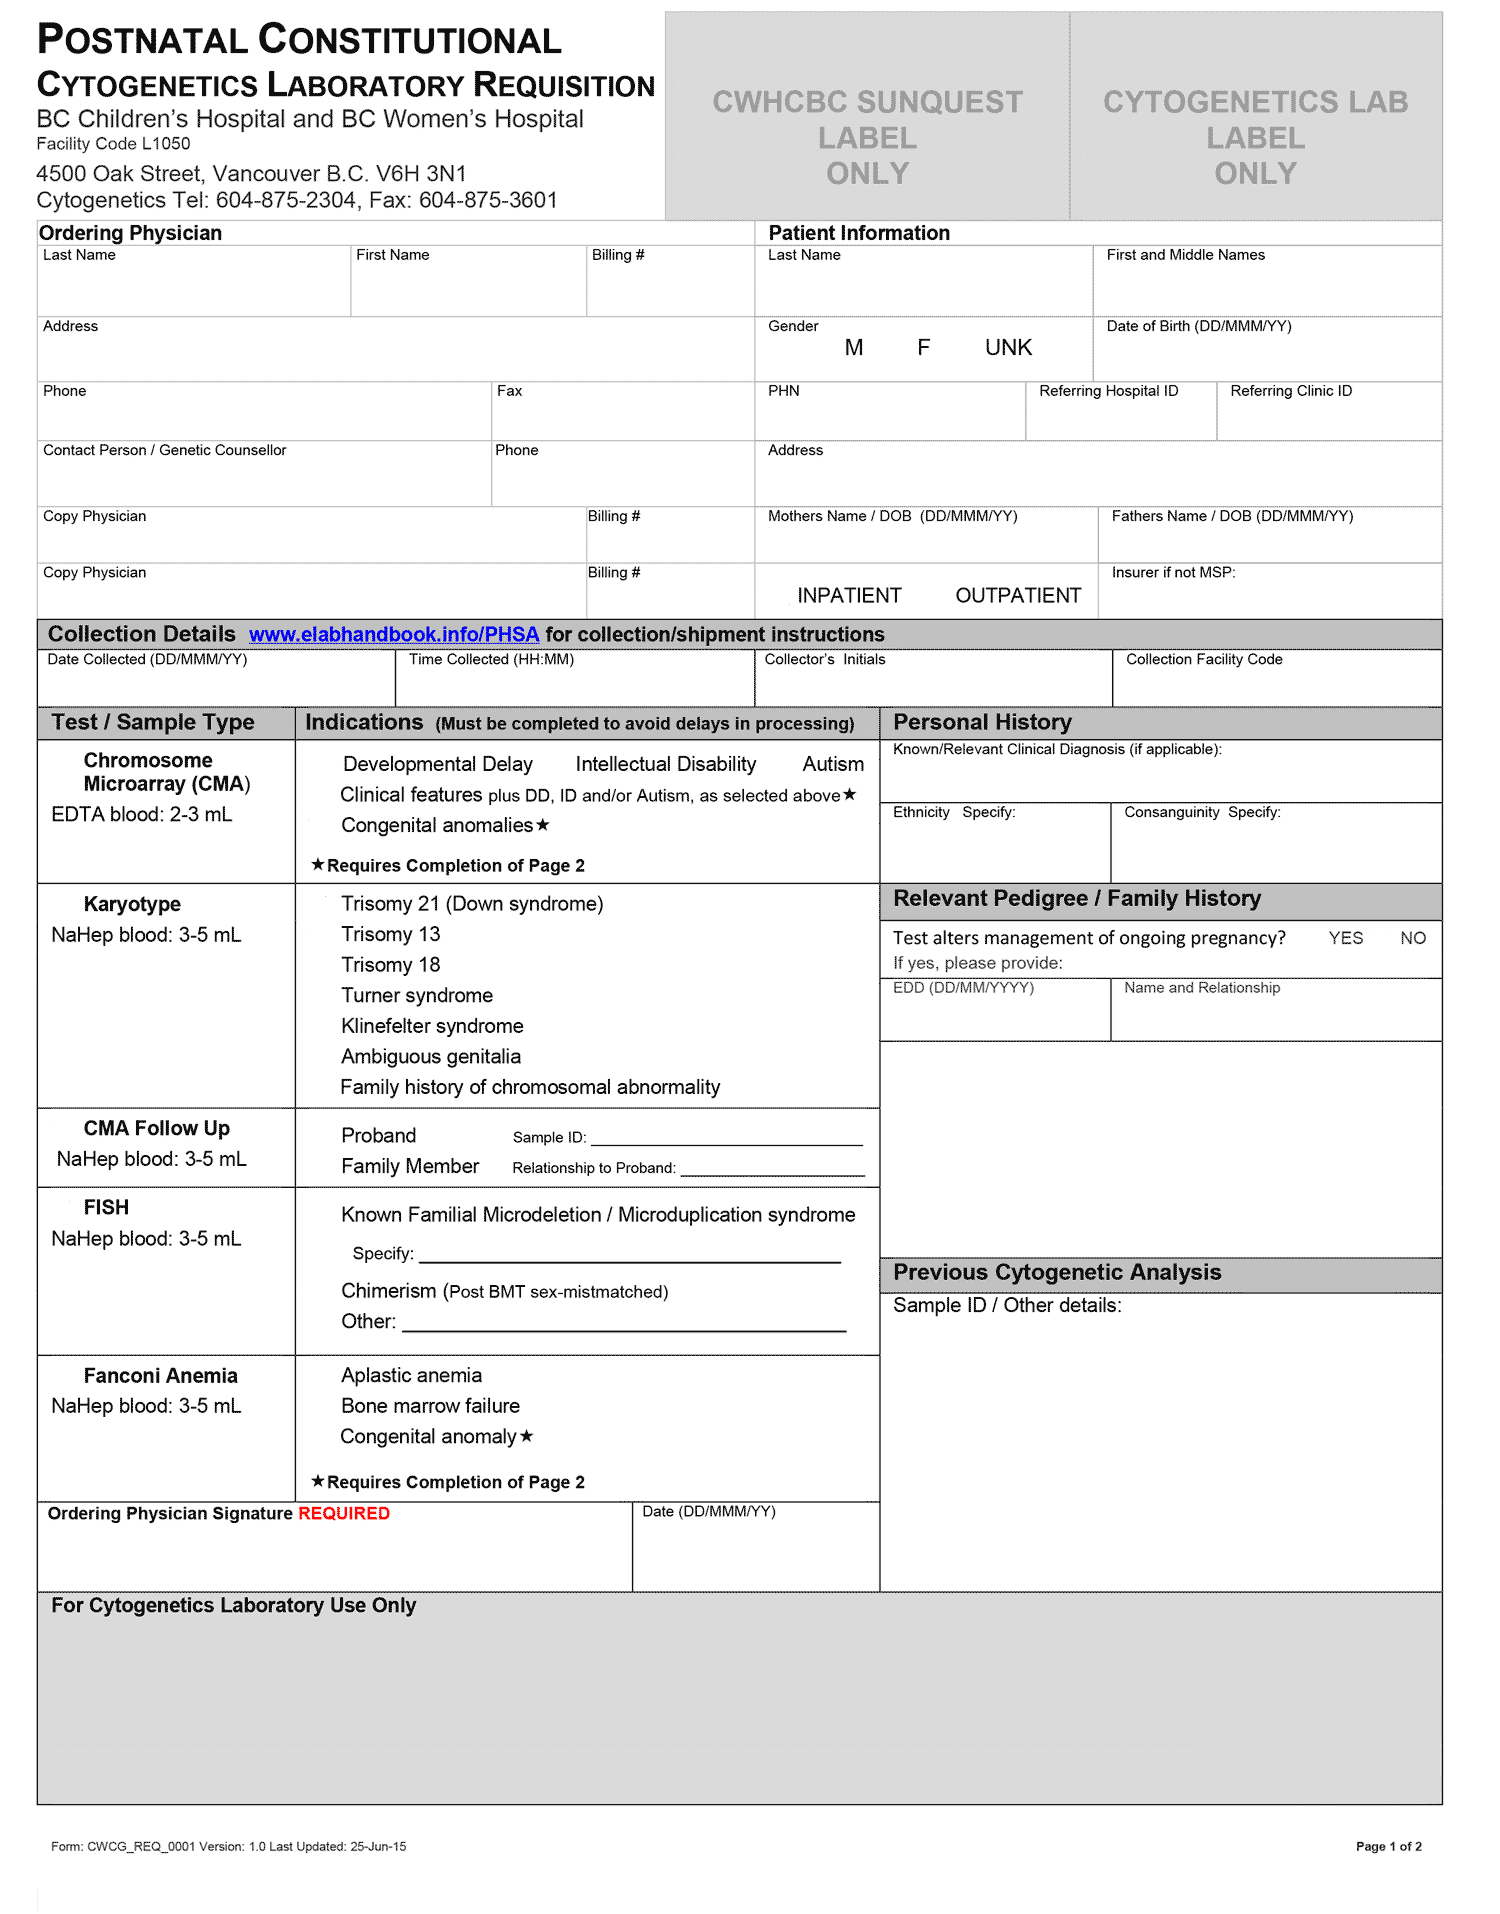 POSTNATAL CONSTITUTIONAL
CYTOGENETICS LABORATORY REQUISITION
BC Children's Hospital and BC Women's Hospital
Facility Code L1050
4500 Oak Street, Vancouver B.C. V6H 3N1
Cytogenetics Tel: 604-875-2304, Fax: 604-875-3601
CWHCBC SUNQUEST
LABEL
ONLY
CYTOGENETICS LAB
LABEL
ONLY
Ordering Physician
Last Name First Name Billing #
Address
Phone Fax
Contact Person / Genetic Counsellor Phone
Copy Physician Billing #
Copy Physician Billing #
Patient Information
Last Name First and Middle Names
Gender Date of Birth (DD/MMM/YY)
M F UNK
PHN Referring Hospital ID Referring Clinic ID
Address
Mothers Name / DOB (DD/MMM/YY) Fathers Name / DOB (DD/MMM/YY)
Insurer if not MSP:
INPATIENT OUTPATIENT
Collection Details www.elabhandbook.info/PHSA for collection/shipment instructions
Date Collected (DD/MMM/YY) Time Collected (HH:MM) Collector's Initials Collection Facility Code
Test / Sample Type Indications (Must be completed to avoid delays in processing)
Chromosome
Microarray (CMA)
EDTA blood: 2-3 mL
Developmental Delay Intellectual Disability Autism
Clinical features plus DD, ID and/or Autism, as selected above★
Congenital anomalies★
★Requires Completion of Page 2
Karyotype
NaHep blood: 3-5 mL
Trisomy 21 (Down syndrome)
Trisomy 13
Trisomy 18
Turner syndrome
Klinefelter syndrome
Ambiguous genitalia
Family history of chromosomal abnormality
CMA Follow Up
NaHep blood: 3-5 mL
Proband Sample ID:
Family Member Relationship to Proband:
FISH
NaHep blood: 3-5 mL
Known Familial Microdeletion / Microduplication syndrome
Specify:
Chimerism (Post BMT sex-mistmatched)
Other:
Fanconi Anemia
NaHep blood: 3-5 mL
Aplastic anemia
Bone marrow failure
Congenital anomaly★
★Requires Completion of Page 2
Ordering Physician Signature REQUIRED Date (DD/MMM/YY)
Personal History
Known/Relevant Clinical Diagnosis (if applicable):
Ethnicity Specify: Consanguinity Specify:
Relevant Pedigree / Family History
Test alters management of ongoing pregnancy? YES NO
If yes, please provide:
EDD (DD/MM/YYYY) Name and Relationship
Previous Cytogenetic Analysis
Sample ID / Other details:
For Cytogenetics Laboratory Use Only
Form: CWCG_REQ_0001 Version: 1.0 Last Updated: 25-Jun-15 Page 1 of 2